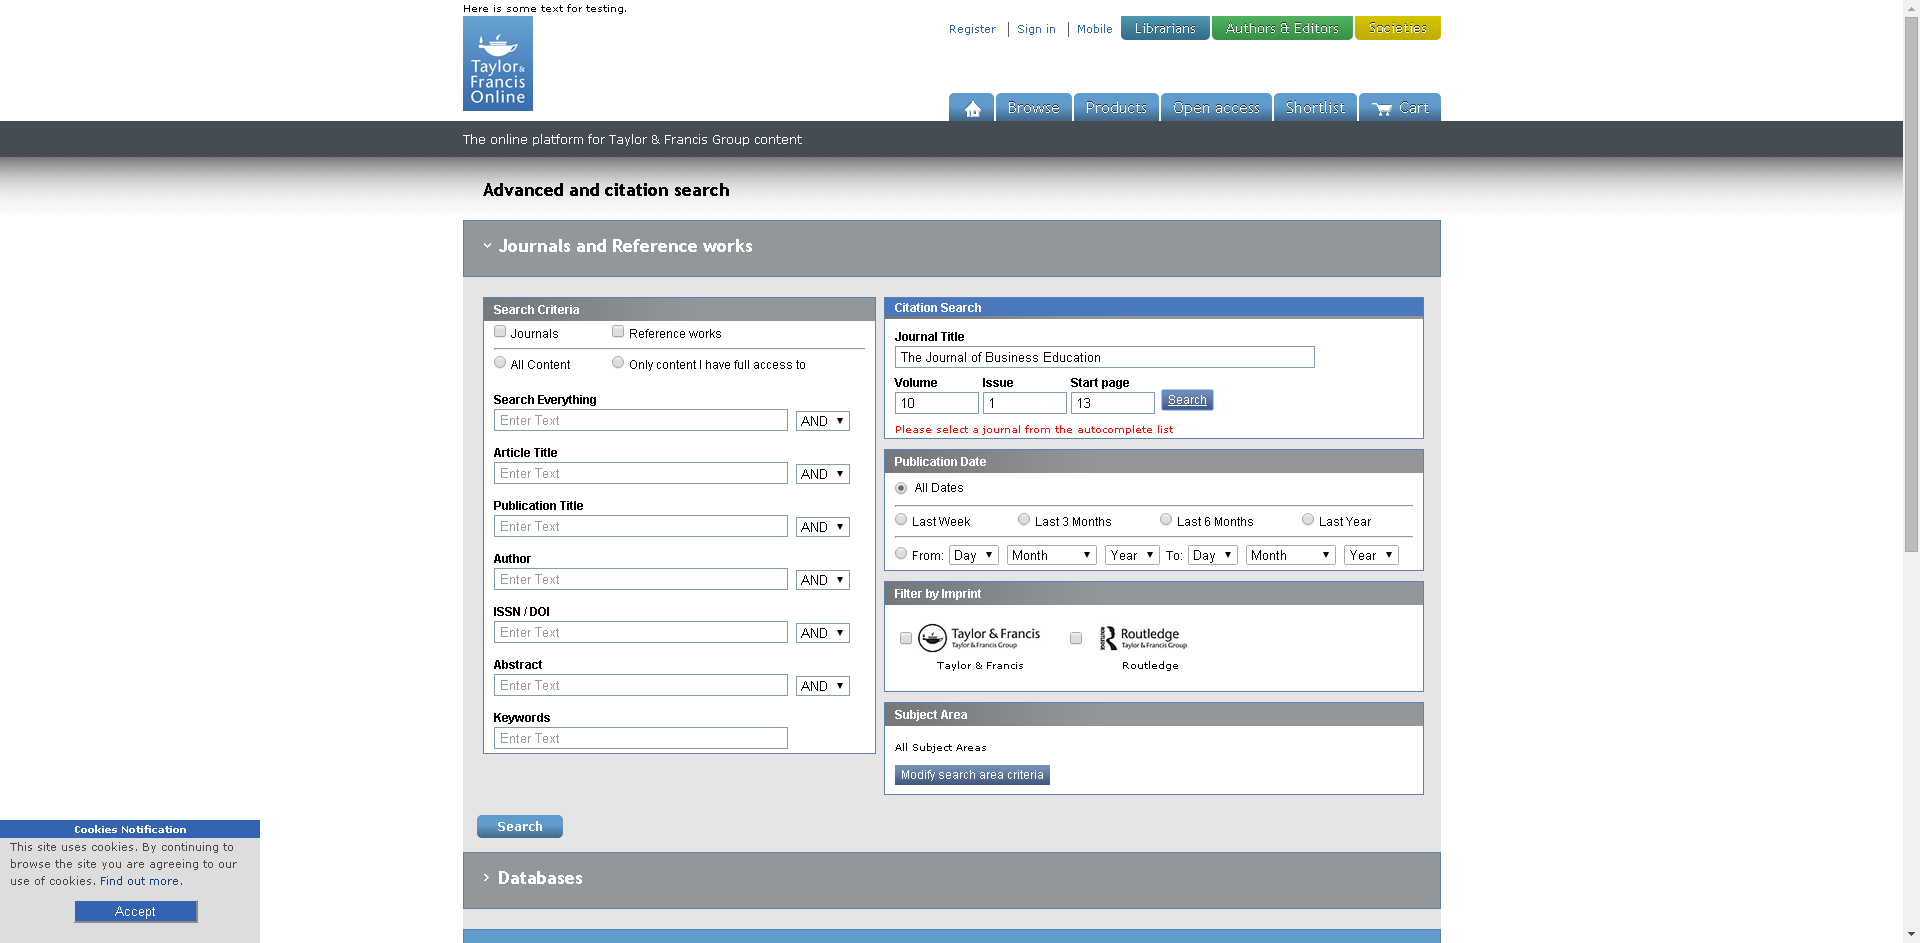 Here is some text for testing.
Taylor &
Francis
Online
Register
Sign in
Mobile
Librarians
Authors & Editors
Societies
Browse
Products
Open access
Shortlist
Cart
The online platform for Taylor & Francis Group content
Advanced and citation search
Journals and Reference works
Search Criteria
Journals
Reference works
All Content
Only content I have full access to
Search Everything
Enter Text
AND
Article Title
Enter Text
AND
Publication Title
Enter Text
AND
Author
Enter Text
AND
ISSN / DOI
Enter Text
AND
Abstract
Enter Text
AND
Keywords
Enter Text
Citation Search
Journal Title
The Journal of Business Education
Volume Issue Start page
10 1 13 Search
Please select a journal from the autocomplete list
Publication Date
All Dates
Last Week Last 3 Months Last 6 Months Last Year
From: Day Month Year To: Day Month Year
Filter by Imprint
Taylor & Francis
Taylor & Francis Group
Taylor & Francis
ROUTLEDGE
Routledge
Taylor & Francis Group
Routledge
Subject Area
All Subject Areas
Modify search area criteria
Search
Databases
Cookies Notification
This site uses cookies. By continuing to
browse the site you are agreeing to our
use of cookies. Find out more.
Accept